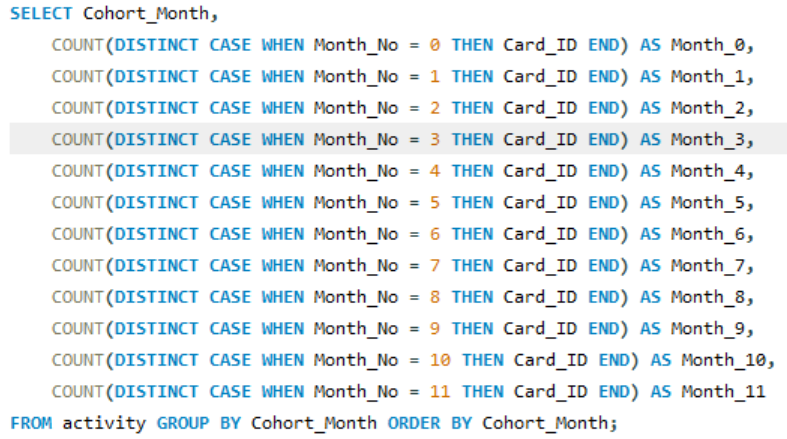 SELECT Cohort_Month,
COUNT(DISTINCT CASE WHEN Month_No = 0 THEN Card_ID END) AS Month_0,
COUNT(DISTINCT CASE WHEN Month_No = 1 THEN Card_ID END) AS Month_1,
COUNT(DISTINCT CASE WHEN Month_No = 2 THEN Card_ID END) AS Month_2,
COUNT(DISTINCT CASE WHEN Month_No = 3 THEN Card_ID END) AS Month_3,
COUNT(DISTINCT CASE WHEN Month_No = 4 THEN Card_ID END) AS Month_4,
COUNT(DISTINCT CASE WHEN Month_No = 5 THEN Card_ID END) AS Month_5,
COUNT(DISTINCT CASE WHEN Month_No = 6 THEN Card_ID END) AS Month_6,
COUNT(DISTINCT CASE WHEN Month_No = 7 THEN Card_ID END) AS Month_7,
COUNT(DISTINCT CASE WHEN Month_No = 8 THEN Card_ID END) AS Month_8,
COUNT(DISTINCT CASE WHEN Month_No = 9 THEN Card_ID END) AS Month_9,
COUNT(DISTINCT CASE WHEN Month_No = 10 THEN Card_ID END) AS Month_10,
COUNT(DISTINCT CASE WHEN Month_No = 11 THEN Card_ID END) AS Month_11
FROM activity GROUP BY Cohort_Month ORDER BY Cohort_Month;